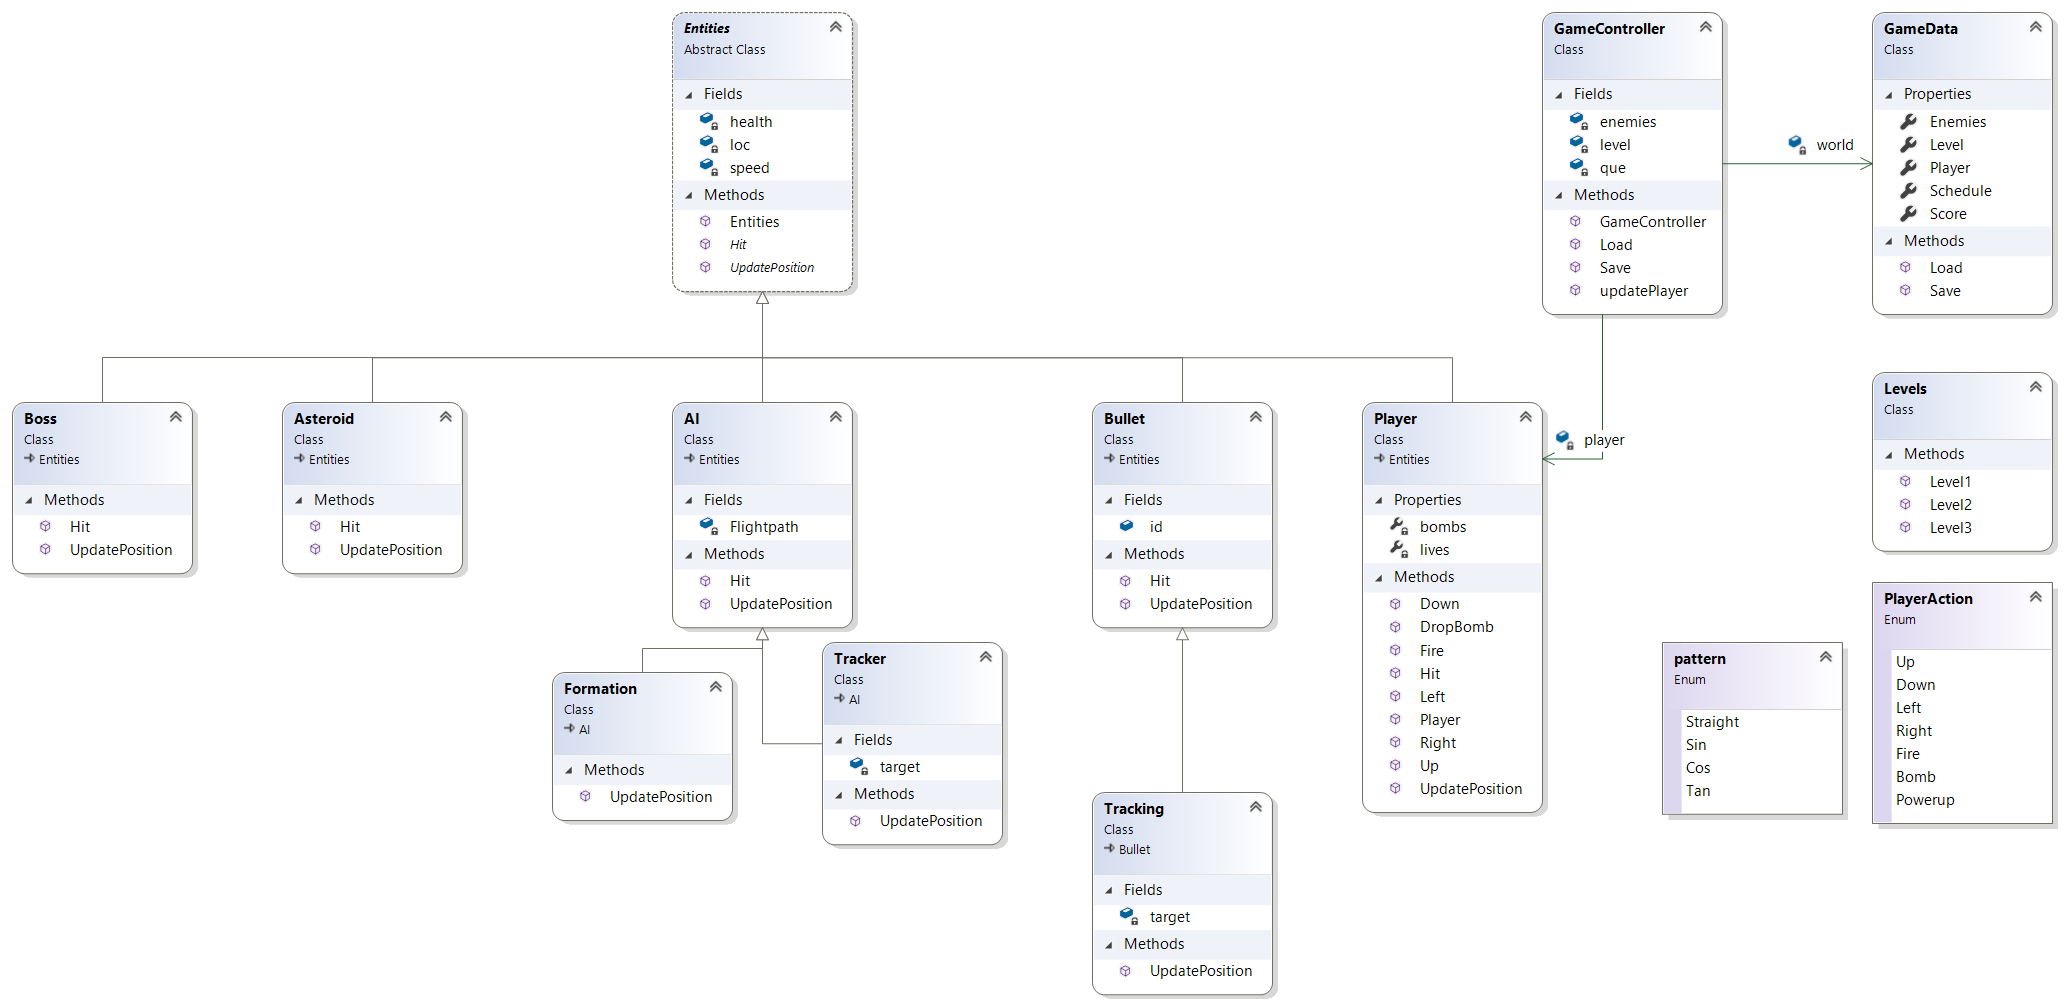 Entities
Abstract Class
Fields
health
loc
speed
Methods
Entities
Hit
UpdatePosition
GameController
Class
Fields
enemies
level
que
Methods
GameController
Load
Save
updatePlayer
world
GameData
Class
Properties
Enemies
Level
Player
Schedule
Score
Methods
Load
Save
Boss
Class
Entities
Methods
Hit
UpdatePosition
Asteroid
Class
Entities
Methods
Hit
UpdatePosition
AI
Class
Entities
Fields
Flightpath
Methods
Hit
UpdatePosition
Bullet
Class
Entities
Fields
id
Methods
Hit
UpdatePosition
Player
Class
Entities
Properties
bombs
lives
Methods
Down
DropBomb
Fire
Hit
Left
Player
Right
Up
UpdatePosition
player
Levels
Class
Methods
Level1
Level2
Level3
Formation
Class
AI
Methods
UpdatePosition
Tracker
Class
AI
Fields
target
Methods
UpdatePosition
Tracking
Class
Bullet
Fields
target
Methods
UpdatePosition
pattern
Enum
Straight
Sin
Cos
Tan
PlayerAction
Enum
Up
Down
Left
Right
Fire
Bomb
Powerup